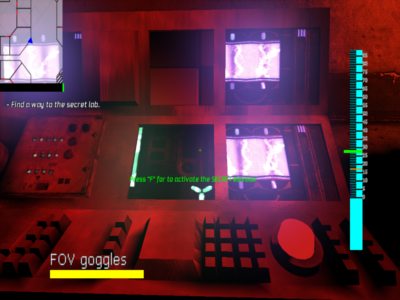 - Find a way to the secret lab.
Press "F" for to activate the
FOV goggles